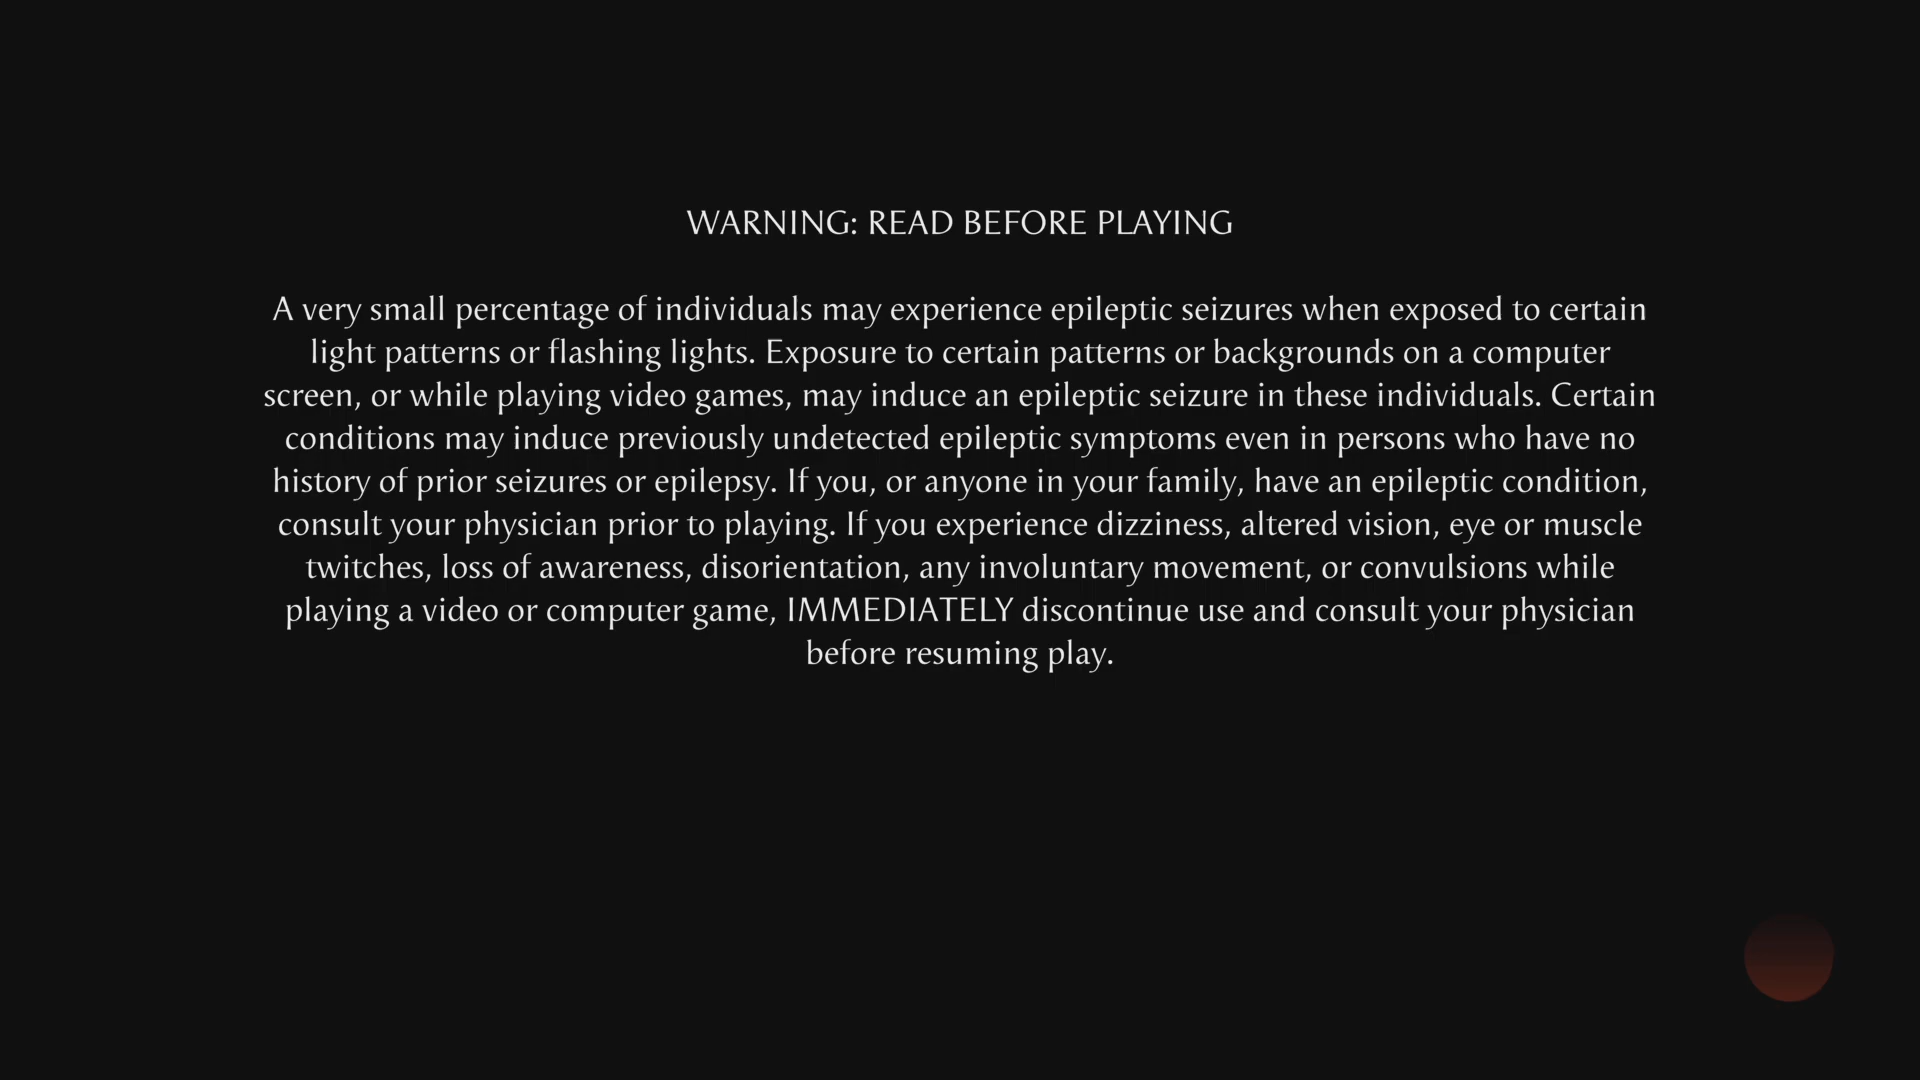 WARNING: READ BEFORE PLAYING
A very small percentage of individuals may experience epileptic seizures when exposed to certain
light patterns or flashing lights. Exposure to certain patterns or backgrounds on a computer
screen, or while playing video games, may induce an epileptic seizure in these individuals. Certain
conditions may induce previously undetected epileptic symptoms even in persons who have no
history of prior seizures or epilepsy. If you, or anyone in your family, have an epileptic condition,
consult your physician prior to playing. If you experience dizziness, altered vision, eye or muscle
twitches, loss of awareness, disorientation, any involuntary movement, or convulsions while
playing a video or computer game, IMMEDIATELY discontinue use and consult your physician
before resuming play.